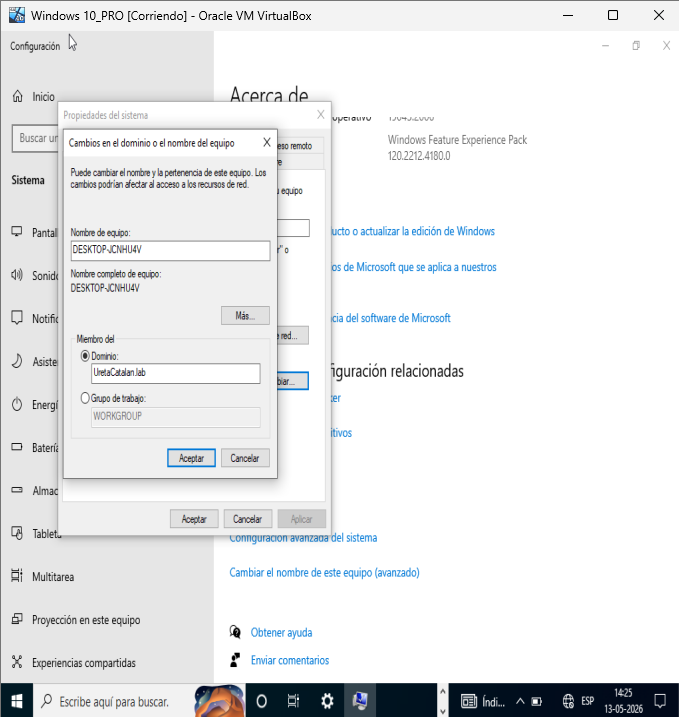 Windows 10_PRO [Corriendo] - Oracle VM VirtualBox
Configuración
Inicio
Buscar un
Sistema
Pantal
Sonido
Notific
Asiste
Energí
Batería
Almac
Tableta
Multitarea
Proyección en este equipo
Experiencias compartidas
Acerca de
Windows Feature Experience Pack
120.2212.4180.0
ucto o actualizar la edición de Windows
os de Microsoft que se aplica a nuestros
cia del software de Microsoft
figuración relacionadas
ker
itivos
Configuración avanzada del sistema
Cambiar el nombre de este equipo (avanzado)
Obtener ayuda
Enviar comentarios
Propiedades del sistema
eso remoto
re
u equipo
r" o
e red...
biar...
Aceptar
Cancelar
Aplicar
Cambios en el dominio o el nombre del equipo
Puede cambiar el nombre y la pertenencia de este equipo. Los
cambios podrían afectar al acceso a los recursos de red.
Nombre de equipo:
DESKTOP-JCNHU4V
Nombre completo de equipo:
DESKTOP-JCNHU4V
Más...
Miembro del
Dominio:
UretaCatalan.lab
Grupo de trabajo:
WORKGROUP
Aceptar
Cancelar
Escribe aquí para buscar.
Índi...
ESP
14:25
13-05-2026